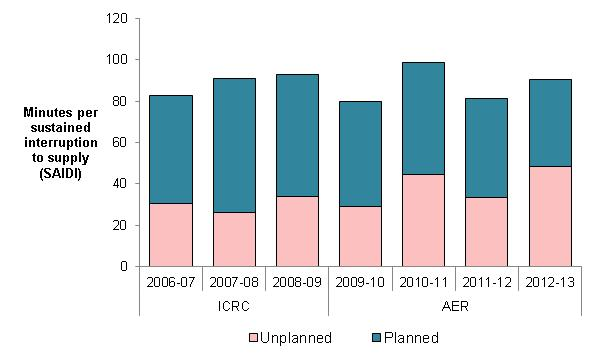 120
100
80
60
40
20
0
Minutes per
sustained
interruption
to supply
(SAIDI)
2006-07 2007-08 2008-09 2009-10 2010-11 2011-12 2012-13
ICRC AER
Unplanned Planned